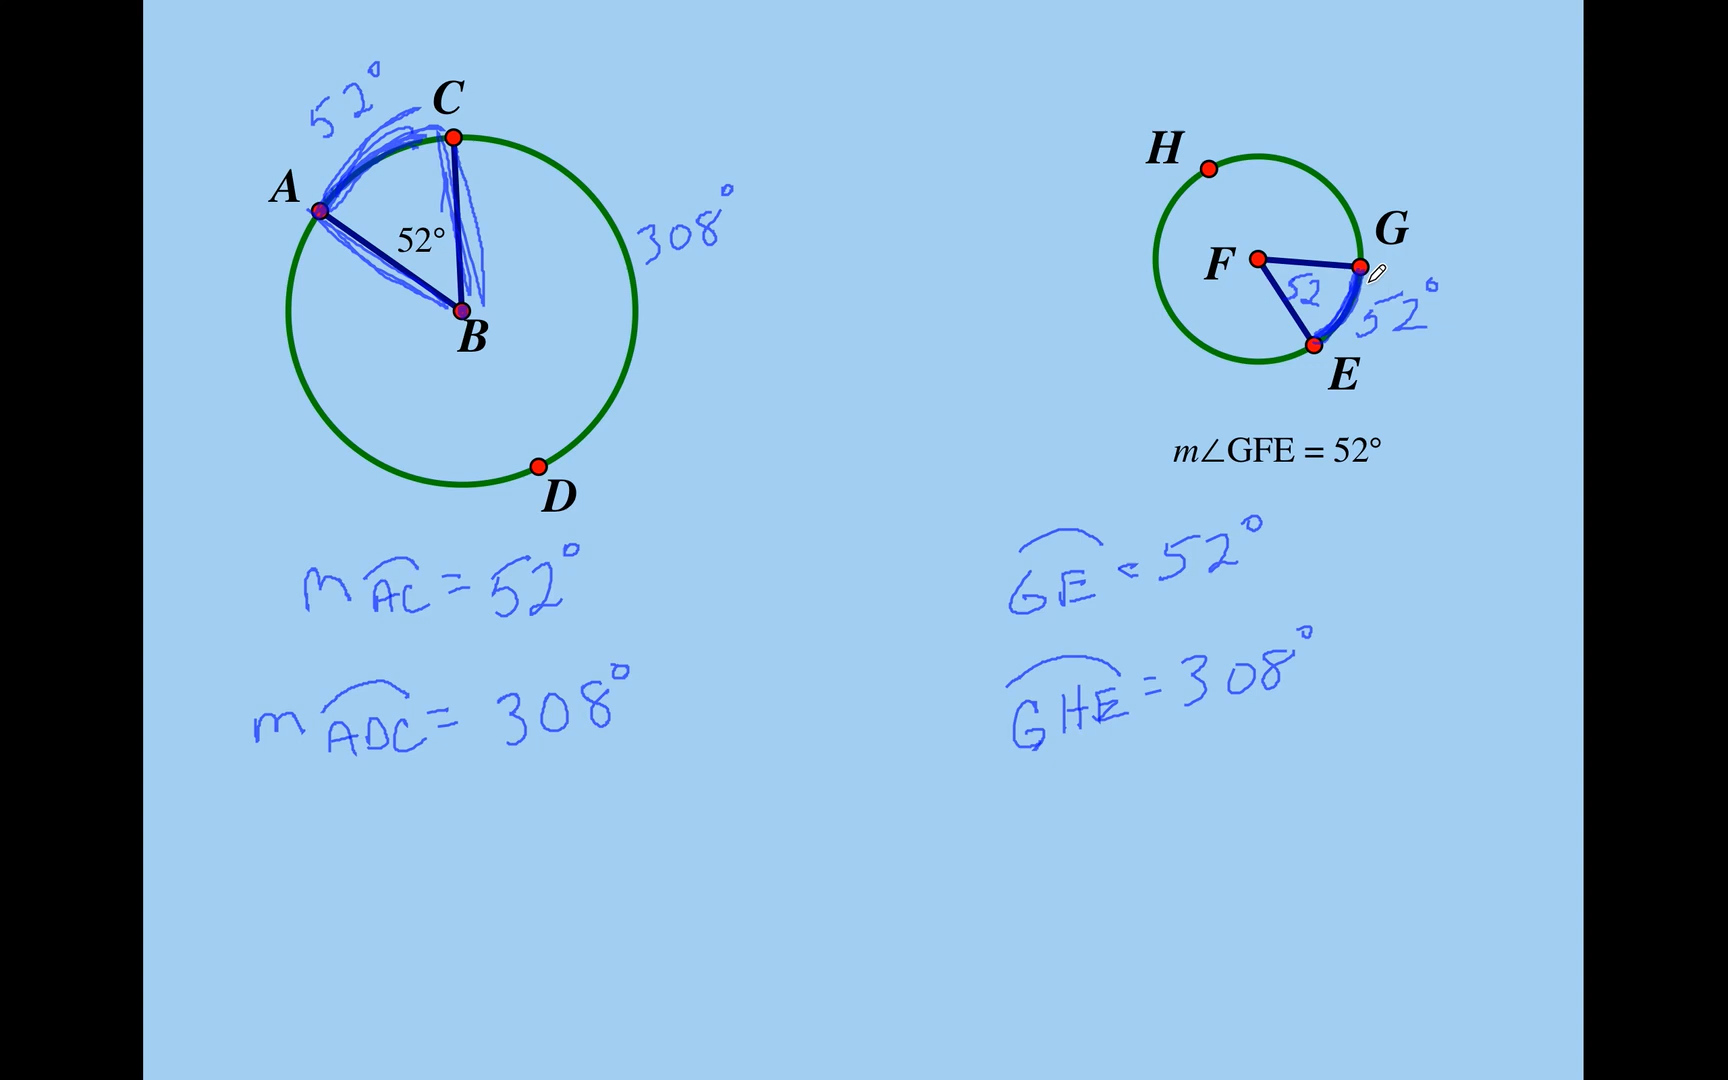 52°
C
A
52°
308°
B
D
m AC = 52°
m ADC = 308°
H
G
F
52
52°
E
m∠GFE = 52°
GE = 52°
GHE = 308°